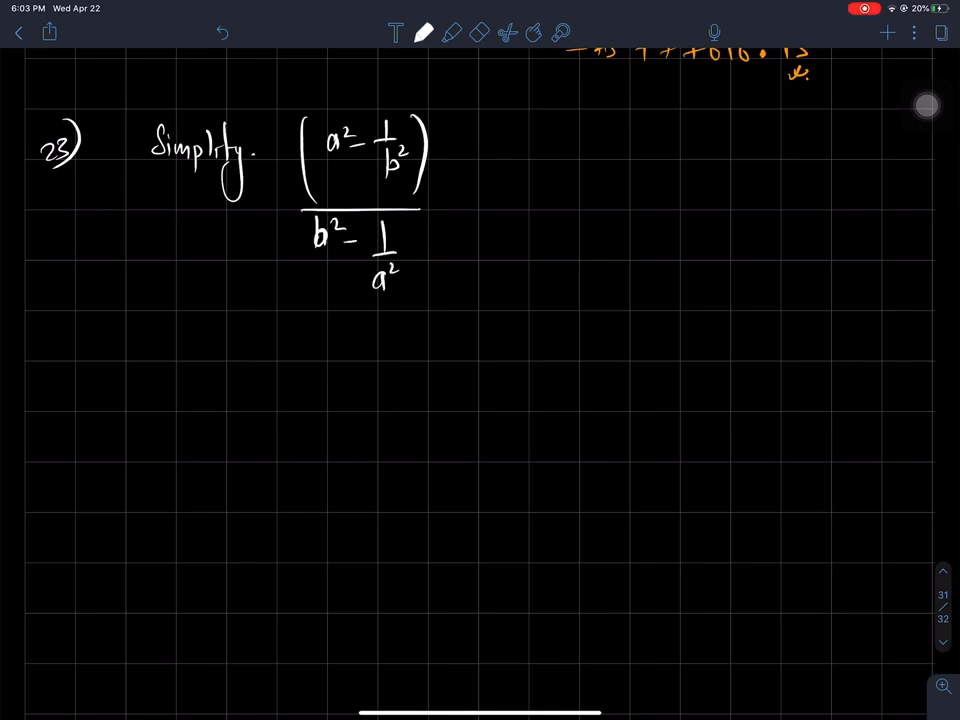 6:03 PM Wed Apr 22
20%
T
23) Simplify. (a² - 1/b²)
b² - 1/a²
31
/
32